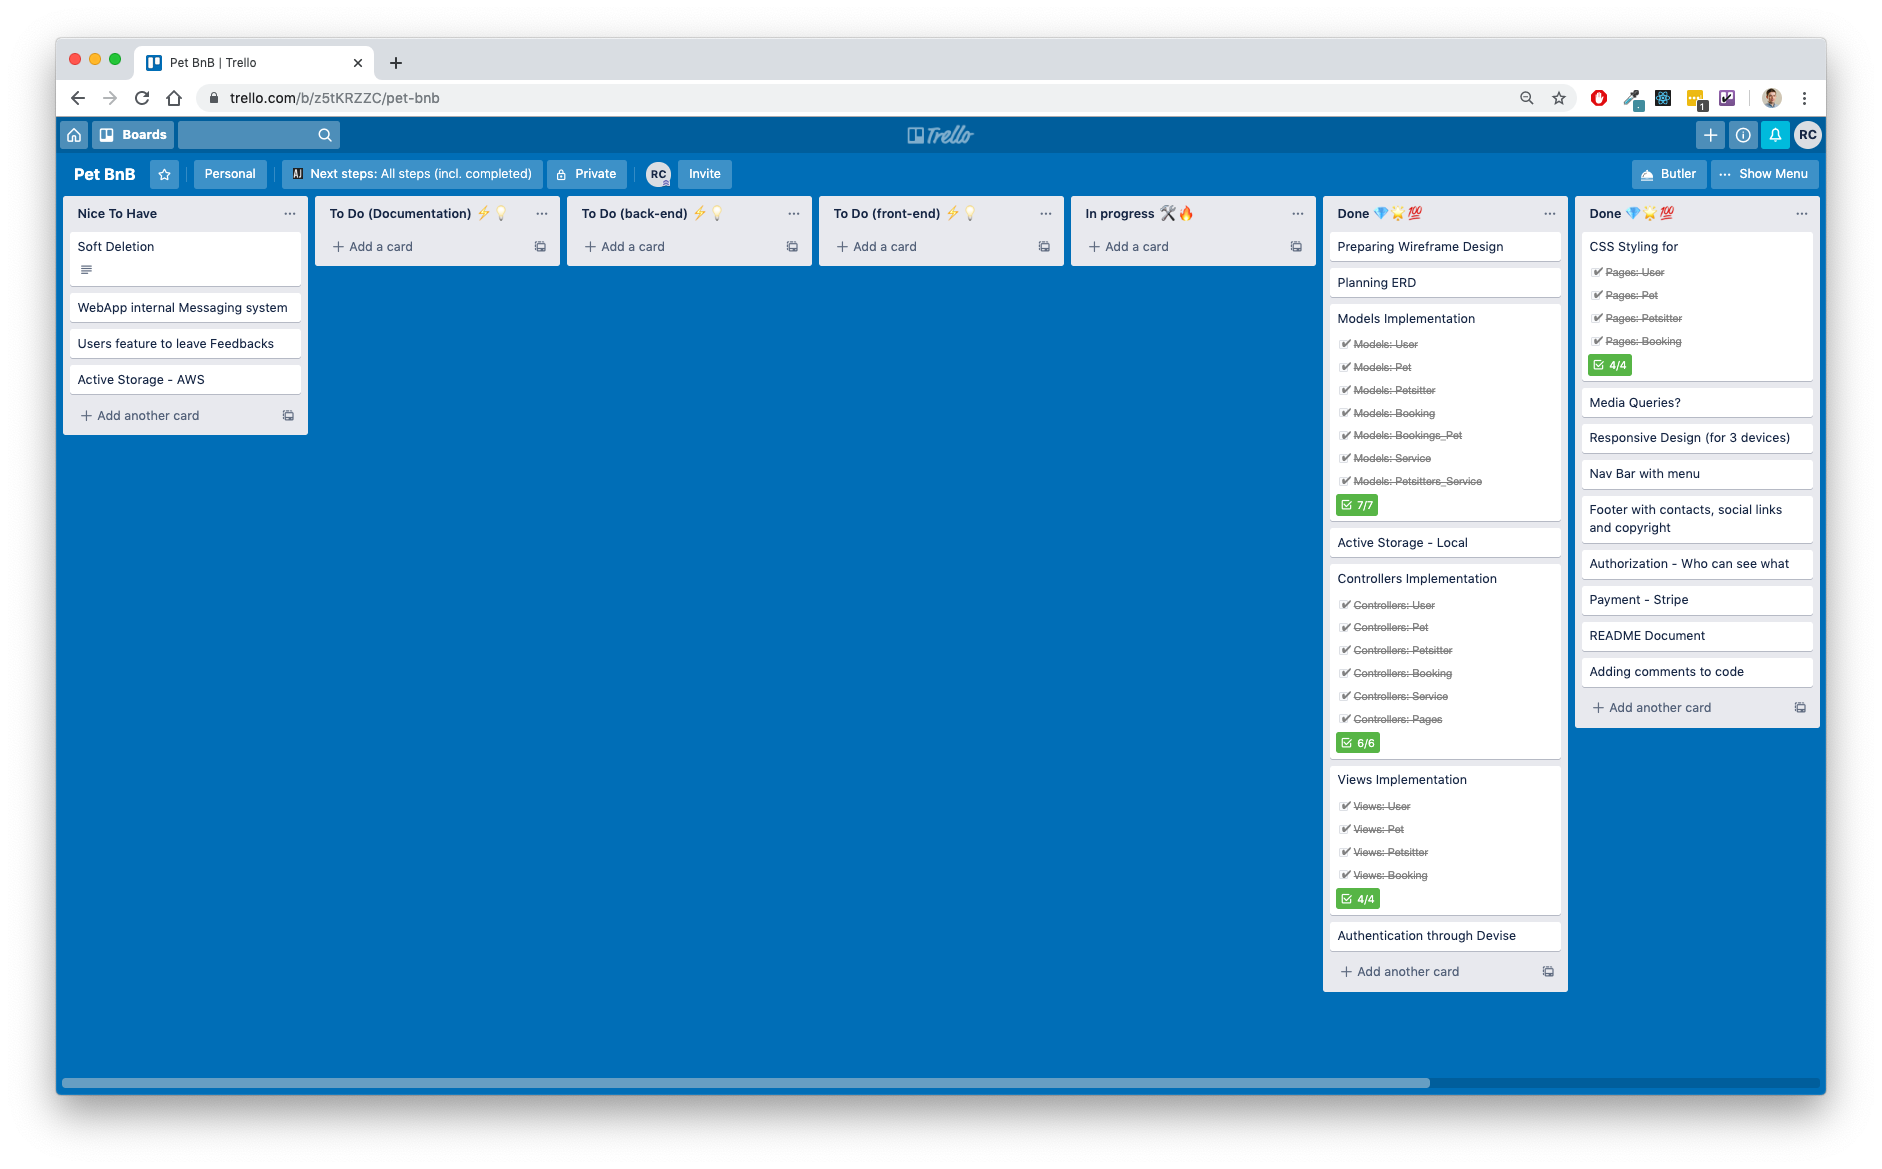 Pet BnB | Trello
trello.com/b/z5tKRZZC/pet-bnb
1
Boards
Trello
RC
Pet BnB
Personal
AJ Next steps: All steps (incl. completed)
Private
RC
Invite
Butler
Show Menu
Nice To Have
Soft Deletion
WebApp internal Messaging system
Users feature to leave Feedbacks
Active Storage - AWS
Add another card
To Do (Documentation) ⚡💡
Add a card
To Do (back-end) ⚡💡
Add a card
To Do (front-end) ⚡💡
Add a card
In progress 🛠🔥
Add a card
Done 💎🌟💯
Preparing Wireframe Design
Planning ERD
Models Implementation
Models: User
Models: Pet
Models: Petsitter
Models: Booking
Models: Bookings_Pet
Models: Service
Models: Petsitters_Service
7/7
Active Storage - Local
Controllers Implementation
Controllers: User
Controllers: Pet
Controllers: Petsitter
Controllers: Booking
Controllers: Service
Controllers: Pages
6/6
Views Implementation
Views: User
Views: Pet
Views: Petsitter
Views: Booking
4/4
Authentication through Devise
Add another card
Done 💎🌟💯
CSS Styling for
Pages: User
Pages: Pet
Pages: Petsitter
Pages: Booking
4/4
Media Queries?
Responsive Design (for 3 devices)
Nav Bar with menu
Footer with contacts, social links
and copyright
Authorization - Who can see what
Payment - Stripe
README Document
Adding comments to code
Add another card